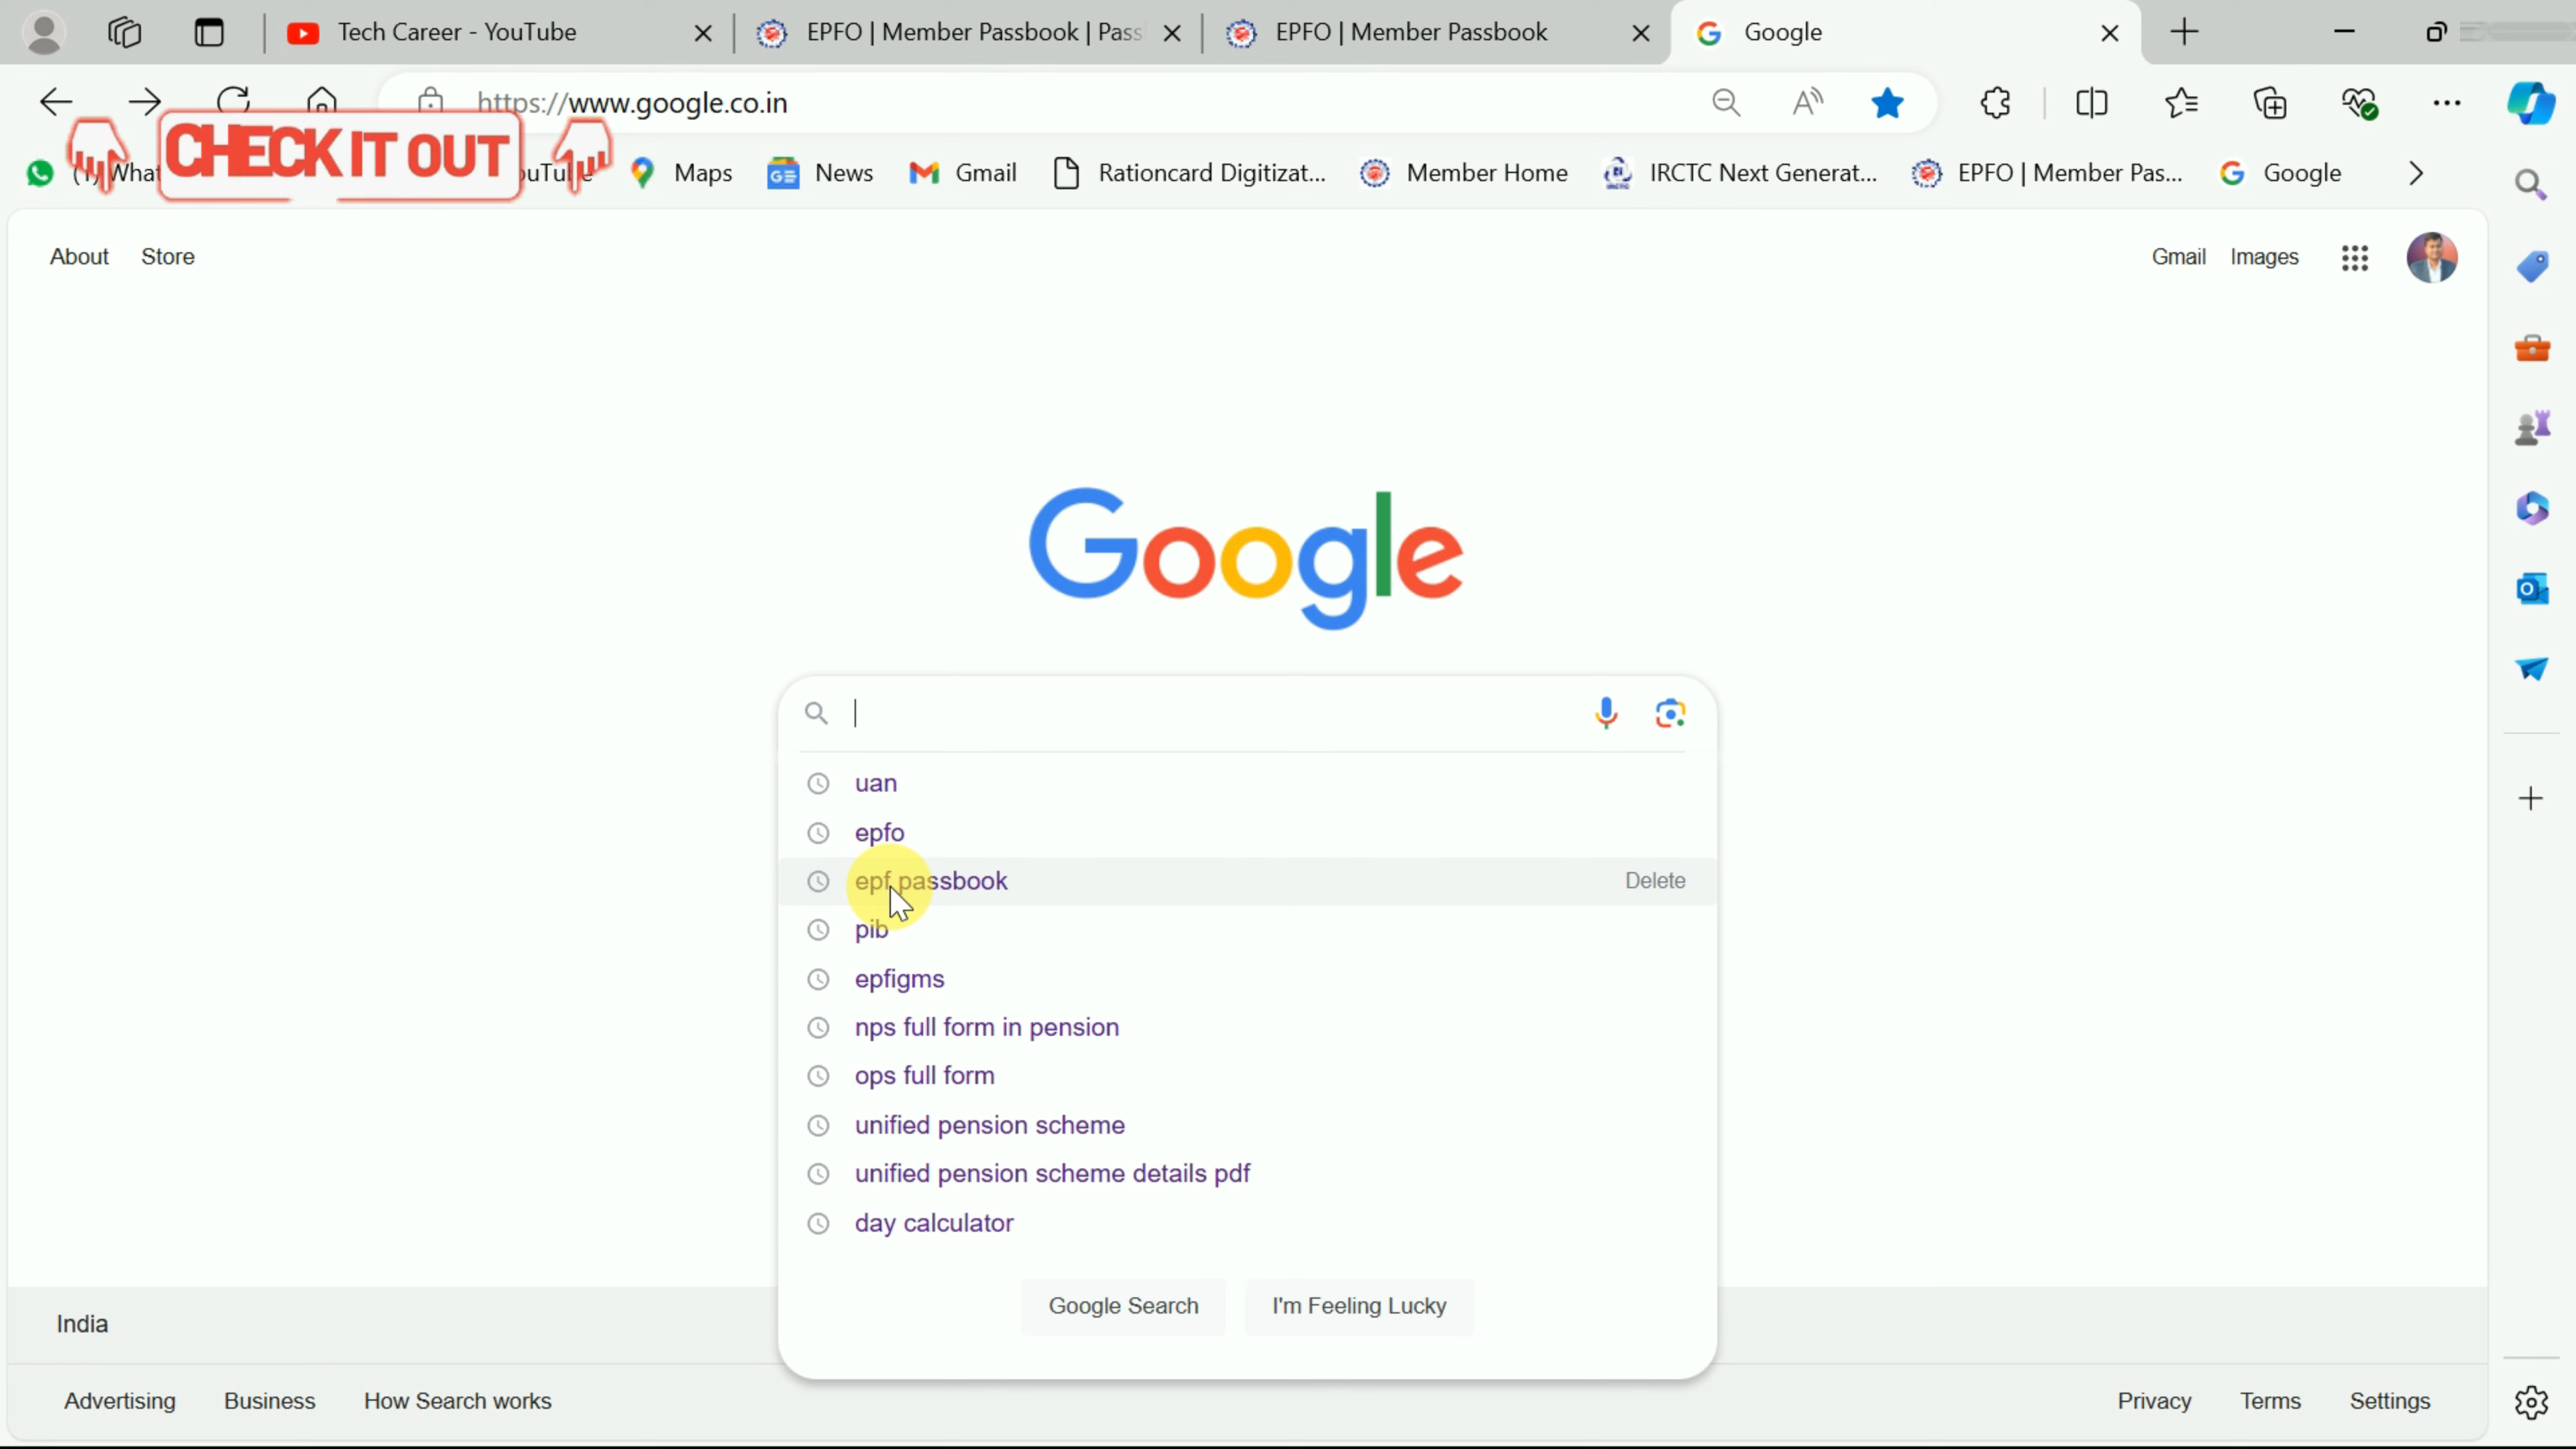 Tech Career - YouTube
EPFO | Member Passbook | Pass
EPFO | Member Passbook
Google
https://www.google.co.in
CHECK IT OUT
Maps
News
Gmail
Rationcard Digitizat...
Member Home
IRCTC Next Generat...
EPFO | Member Pas...
Google
About
Store
Gmail
Images
Google
uan
epfo
epf passbook
Delete
pib
epfigms
nps full form in pension
ops full form
unified pension scheme
unified pension scheme details pdf
day calculator
Google Search
I'm Feeling Lucky
India
Advertising
Business
How Search works
Privacy
Terms
Settings